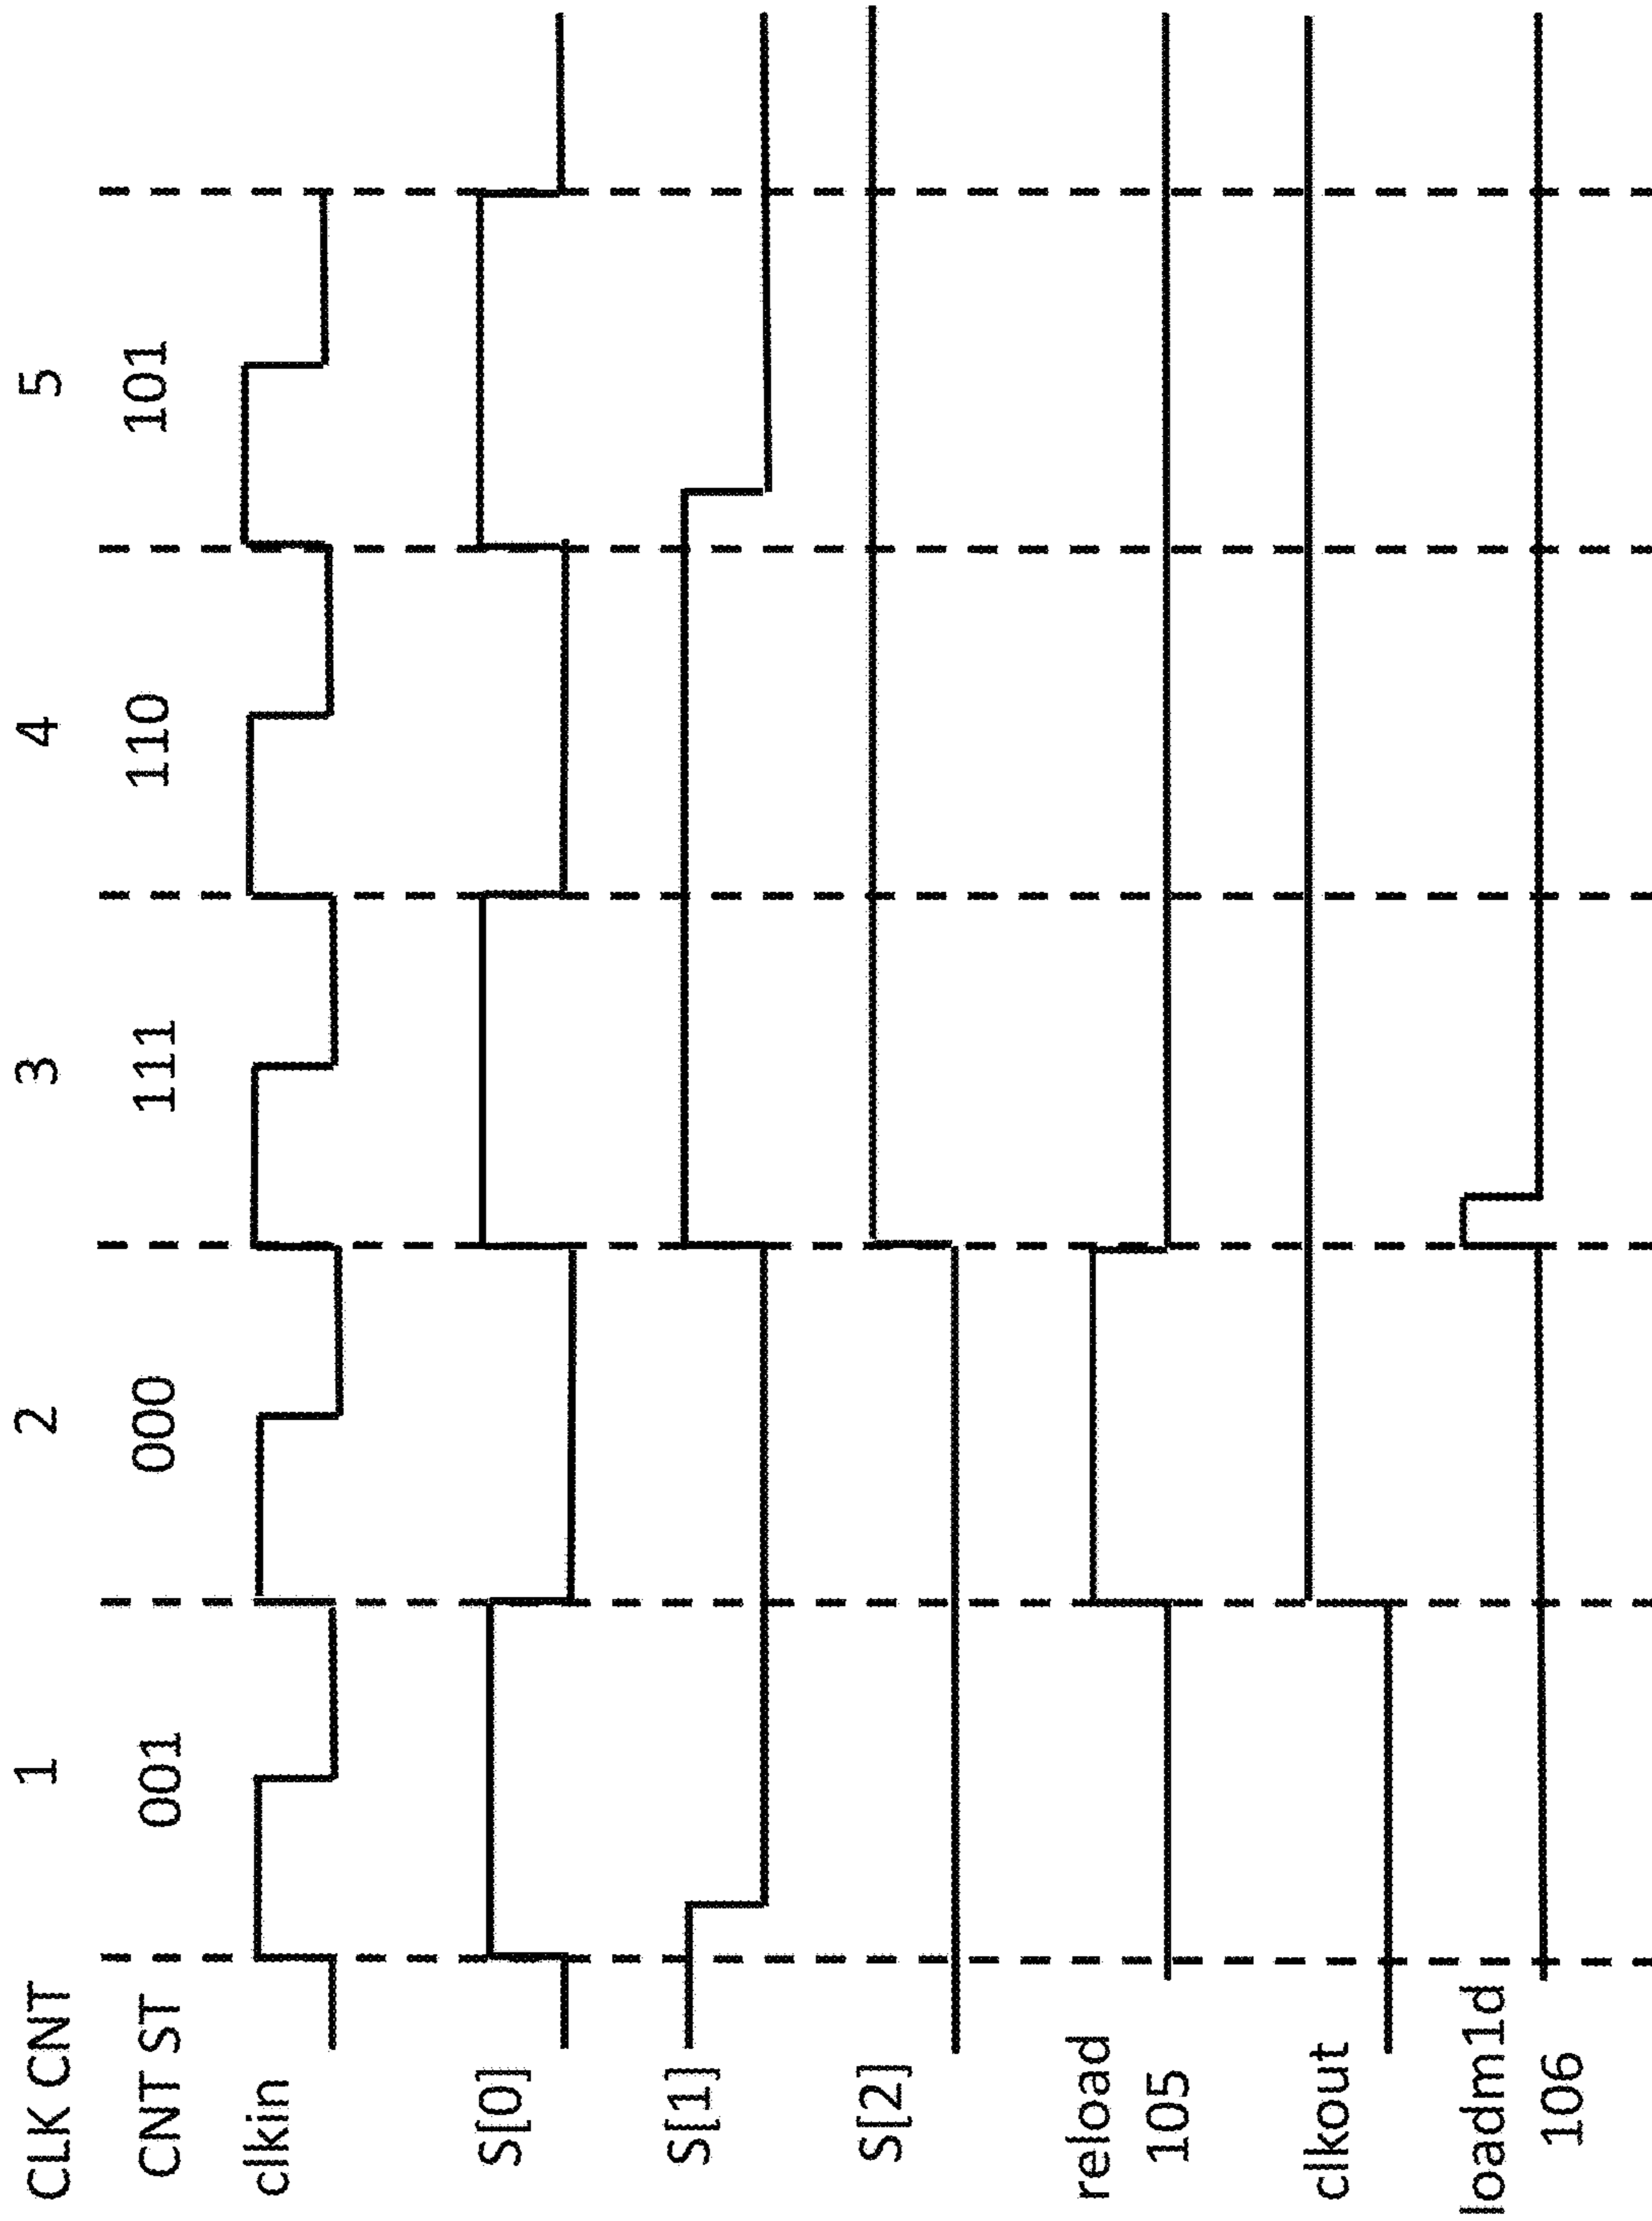 CLK CNT 1 2 3 4 5
CNT ST 001 000 111 110 101
clkin
S[0]
S[1]
S[2]
reload
105
clkout
loadm1d
106